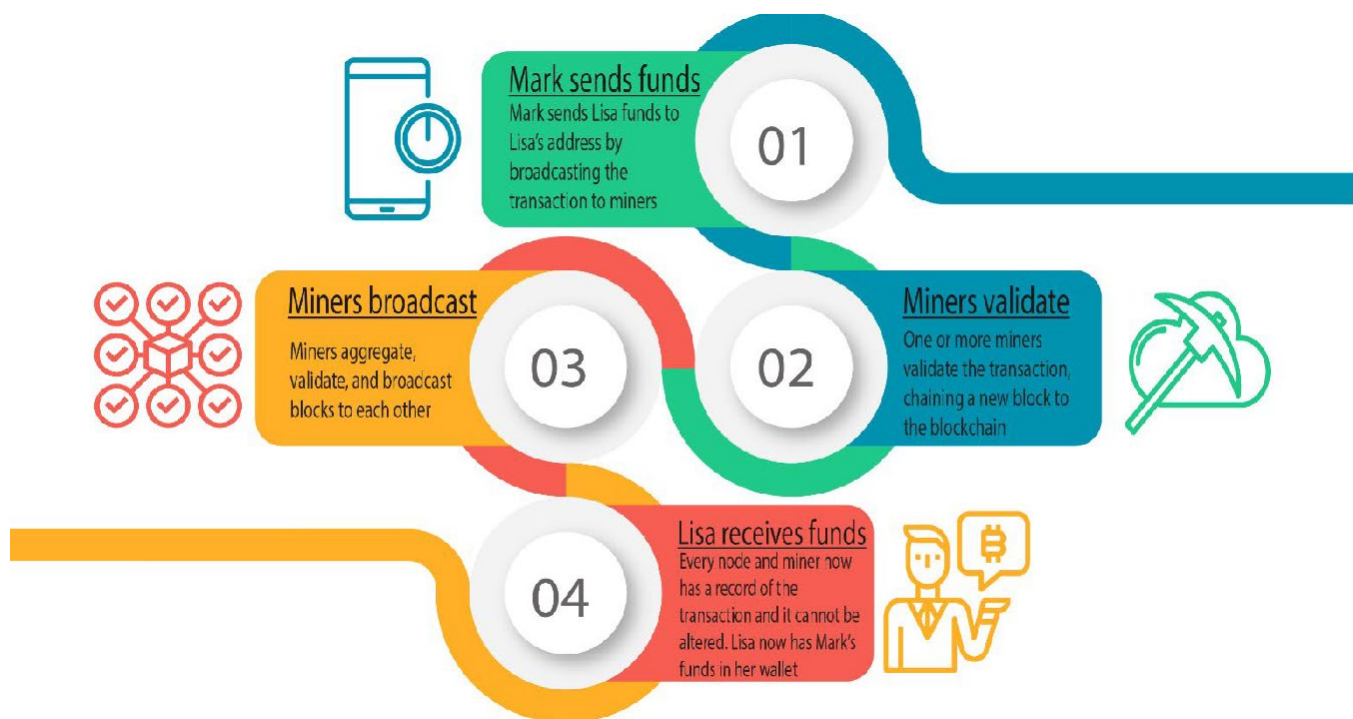 Mark sends funds
Mark sends Lisa funds to
Lisa's address by
broadcasting the
transaction to miners
01
Miners validate
One or more miners
validate the transaction,
chaining a new block to
the blockchain
02
Miners broadcast
Miners aggregate,
validate, and broadcast
blocks to each other
03
Lisa receives funds
Every node and miner now
has a record of the
transaction and it cannot be
altered. Lisa now has Mark's
funds in her wallet
04